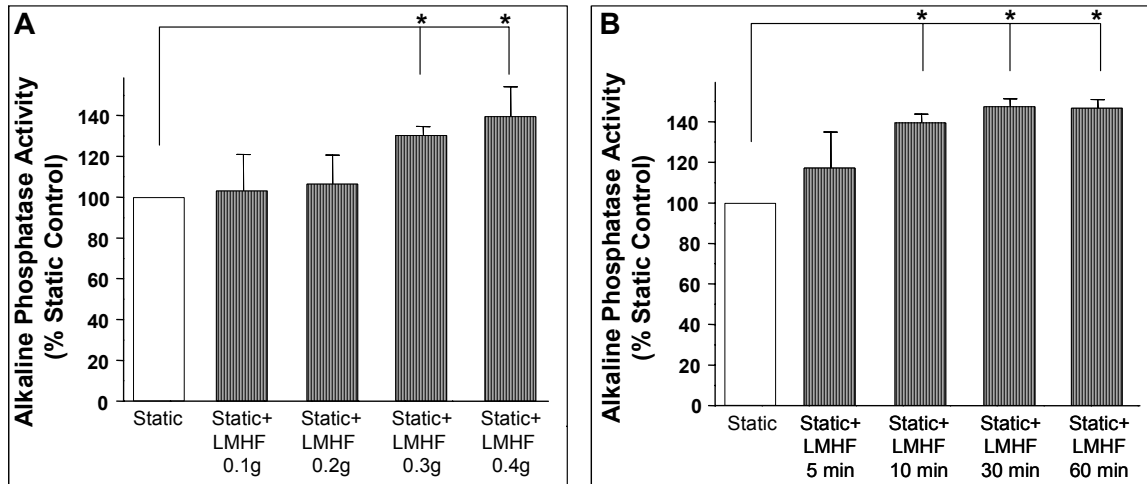 A
* *
Alkaline Phosphatase Activity
(% Static Control)
140
120
100
80
60
40
20
0
Static Static+ Static+ Static+ Static+
LMHF LMHF LMHF LMHF
0.1g 0.2g 0.3g 0.4g
B
* * *
Alkaline Phosphatase Activity
(% Static Control)
140
120
100
80
60
40
20
0
Static Static+ Static+ Static+ Static+
LMHF LMHF LMHF LMHF
5 min 10 min 30 min 60 min